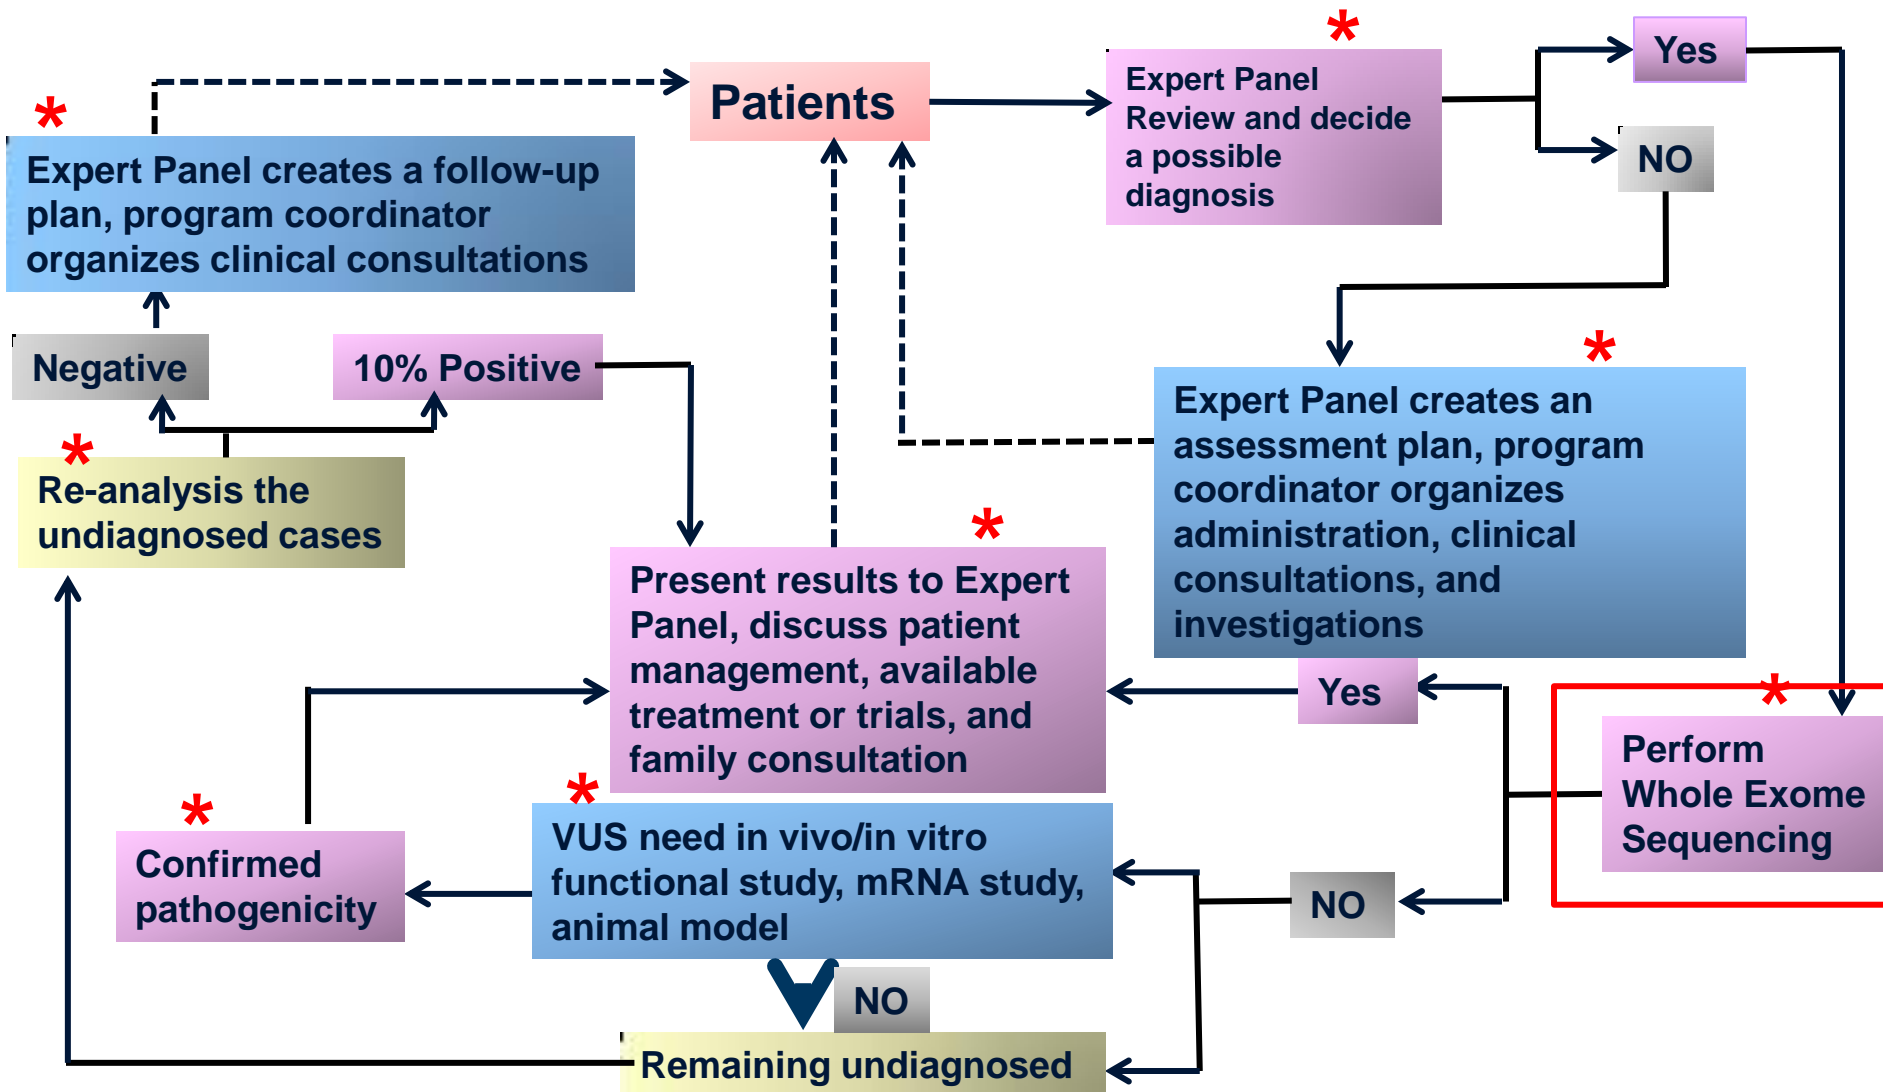 *
Patients
Expert Panel
Review and decide
a possible
diagnosis
Yes
NO
*
Expert Panel creates a follow-up
plan, program coordinator
organizes clinical consultations
Negative
10% Positive
*
Re-analysis the
undiagnosed cases
*
Expert Panel creates an
assessment plan, program
coordinator organizes
administration, clinical
consultations, and
investigations
*
Present results to Expert
Panel, discuss patient
management, available
treatment or trials, and
family consultation
Yes
*
Perform
Whole Exome
Sequencing
*
Confirmed
pathogenicity
*
VUS need in vivo/in vitro
functional study, mRNA study,
animal model
NO
NO
Remaining undiagnosed